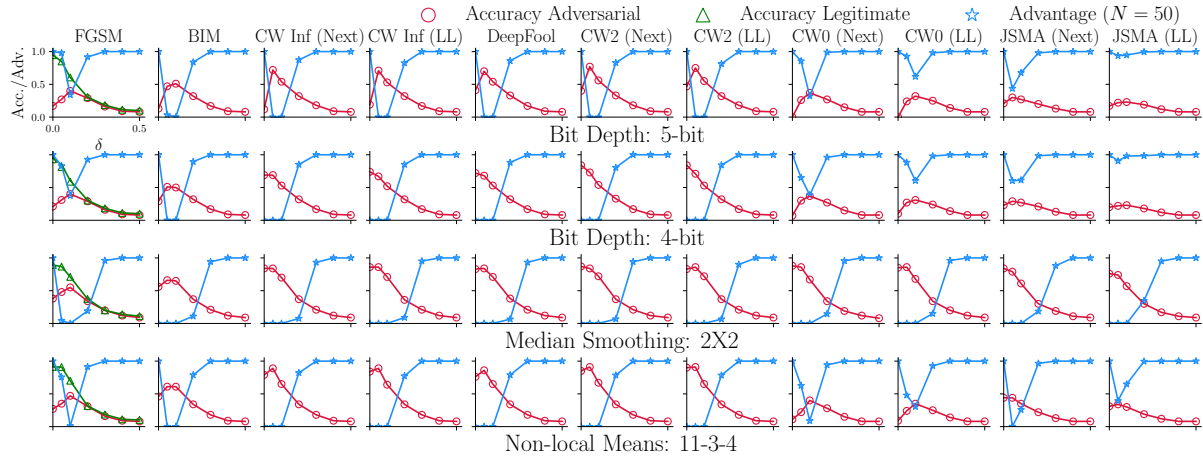 Accuracy Adversarial Accuracy Legitimate Advantage (N = 50)
FGSM BIM CW Inf (Next) CW Inf (LL) DeepFool CW2 (Next) CW2 (LL) CW0 (Next) CW0 (LL) JSMA (Next) JSMA (LL)
Acc./Adv.
1.0
0.5
0.0
0.0 0.5
δ
Bit Depth: 5-bit
Bit Depth: 4-bit
Median Smoothing: 2X2
Non-local Means: 11-3-4